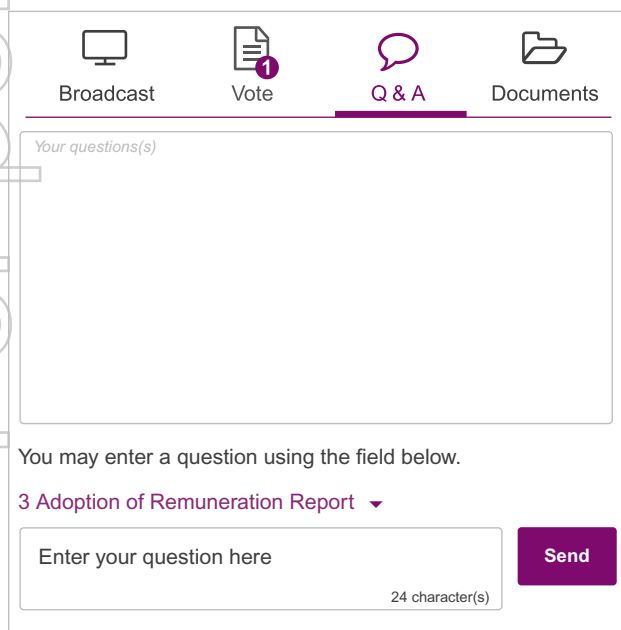 Broadcast
1
Vote
Q & A
Documents
Your questions(s)
You may enter a question using the field below.
3 Adoption of Remuneration Report
Enter your question here
Send
24 character(s)